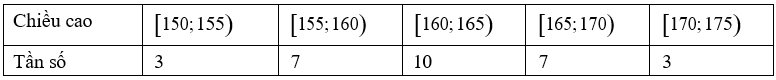 Chiều cao [150;155) [155;160) [160;165) [165;170) [170;175)
Tần số 3 7 10 7 3